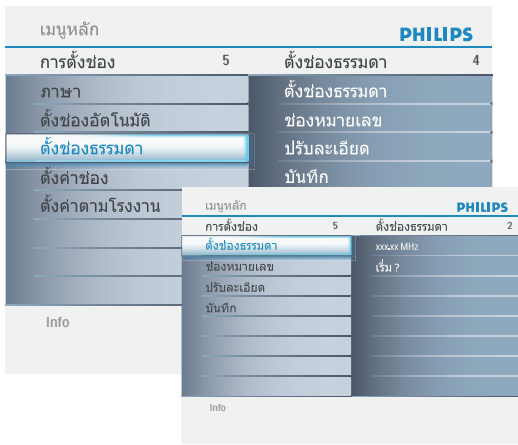 เมนูหลัก
PHILIPS
การตั้งช่อง 5 ตั้งช่องธรรมดา 4
ภาษา ตั้งช่องธรรมดา
ตั้งช่องอัตโนมัติ ช่องหมายเลข
ตั้งช่องธรรมดา ปรับละเอียด
ตั้งค่าช่อง บันทึก
ตั้งค่าตามโรงงาน
Info
เมนูหลัก
PHILIPS
การตั้งช่อง 5 ตั้งช่องธรรมดา 2
ตั้งช่องธรรมดา xxx.xx MHz
ช่องหมายเลข เริ่ม ?
ปรับละเอียด
บันทึก
Info